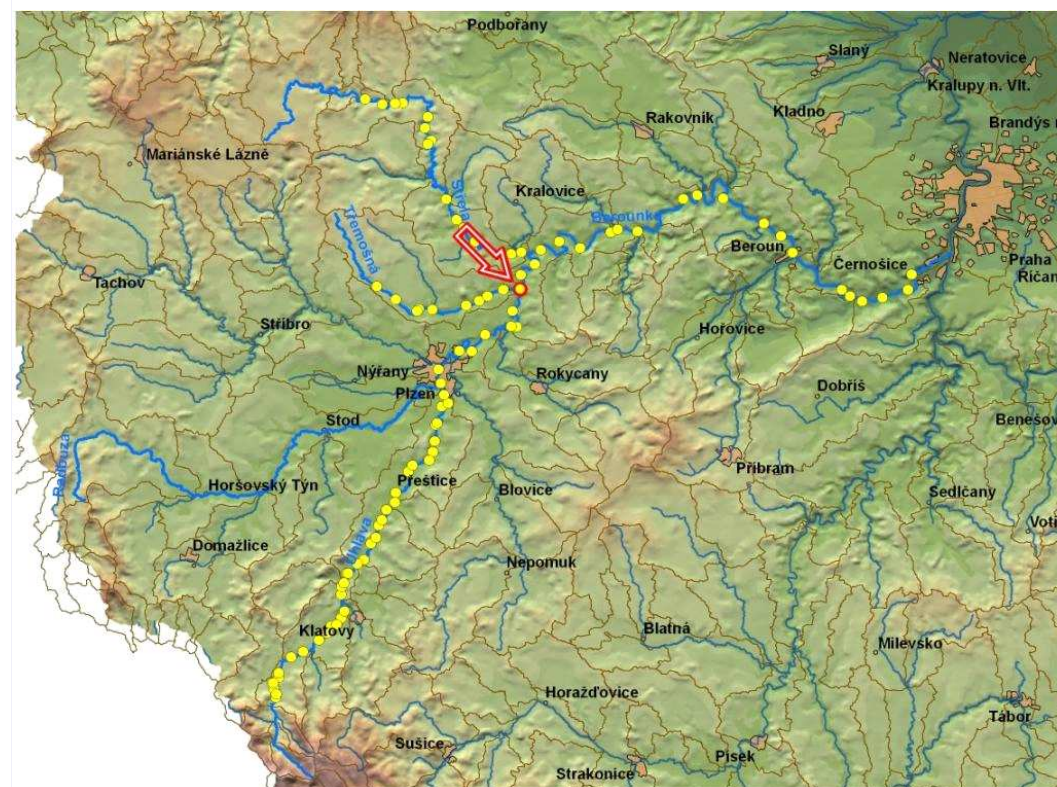 Podbořany
Slaný
Neratovice
Kralupy n. Vlt.
Rakovník
Kladno
Brandýs n
Mariánské Lázně
Střela
Kralovice
Třemošná
Berounka
Beroun
Černošice
Praha
Říčan
Tachov
Stříbro
Hořovice
Nýřany
Rokycany
Plzeň
Dobříš
Stod
Benešov
Radbuza
Příbram
Horšovský Týn
Přeštice
Blovice
Sedlčany
Voti
Úhlava
Domažlice
Nepomuk
Klatovy
Blatná
Milevsko
Horažďovice
Tábor
Sušice
Písek
Strakonice